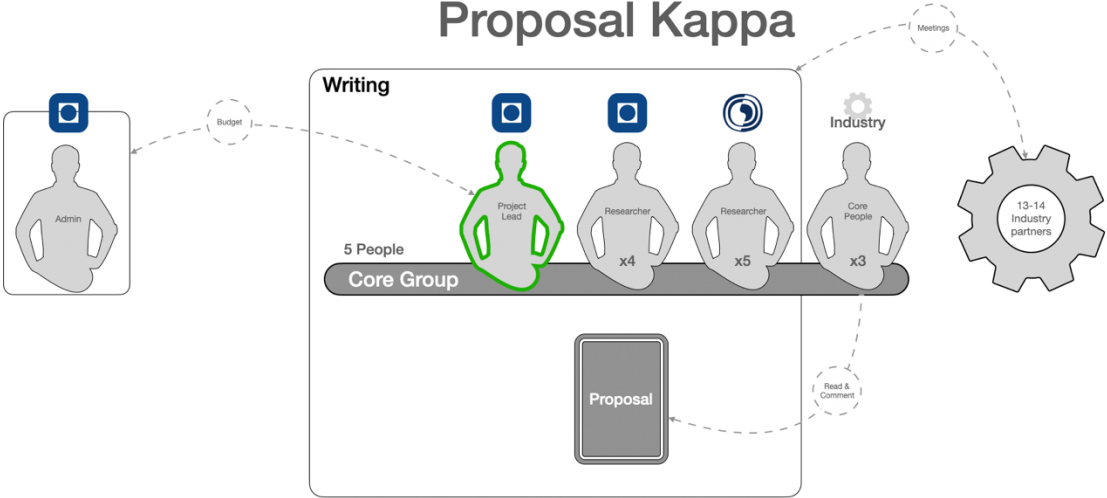 Proposal Kappa
Meetings
Writing
Budget
Industry
Admin
Project
Lead
Researcher
Researcher
Core
People
13-14
Industry
partners
5 People
x4
x5
x3
Core Group
Proposal
Read &
Comment